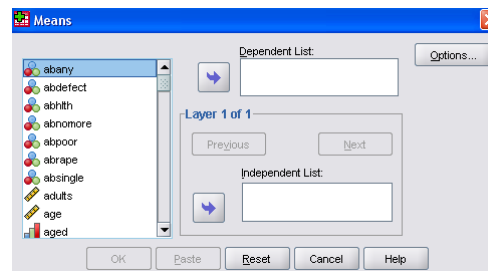 Means
abany
abdefect
abhlth
abnomore
abpoor
abrape
absingle
adults
age
aged
Dependent List:
Options...
Layer 1 of 1
Previous
Next
Independent List:
OK
Paste
Reset
Cancel
Help